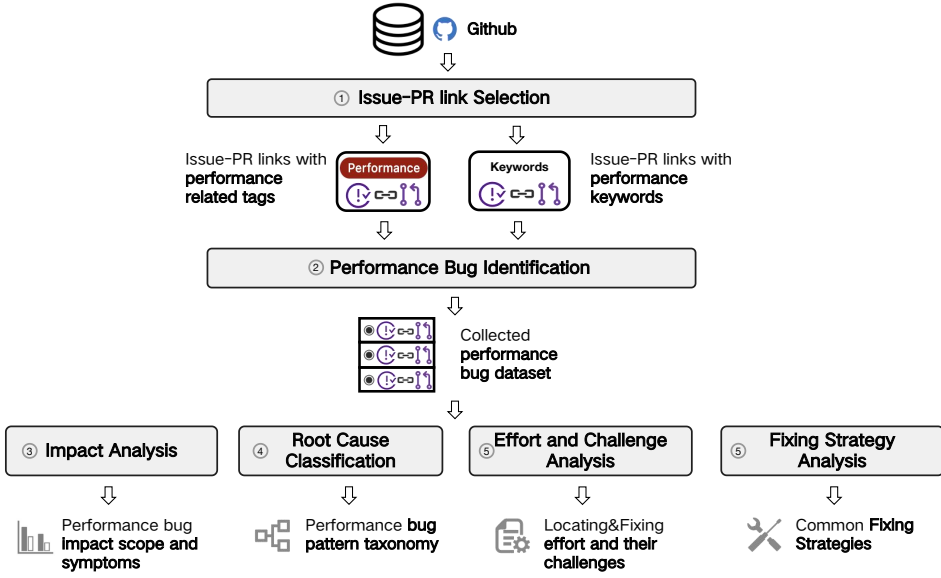 Github
① Issue-PR link Selection
Issue-PR links with
performance
related tags
Performance
Keywords
Issue-PR links with
performance
keywords
② Performance Bug Identification
Collected
performance
bug dataset
③ Impact Analysis
④ Root Cause
Classification
⑤ Effort and Challenge
Analysis
⑤ Fixing Strategy
Analysis
Performance bug
impact scope and
symptoms
Performance bug
pattern taxonomy
Locating&Fixing
effort and their
challenges
Common Fixing
Strategies